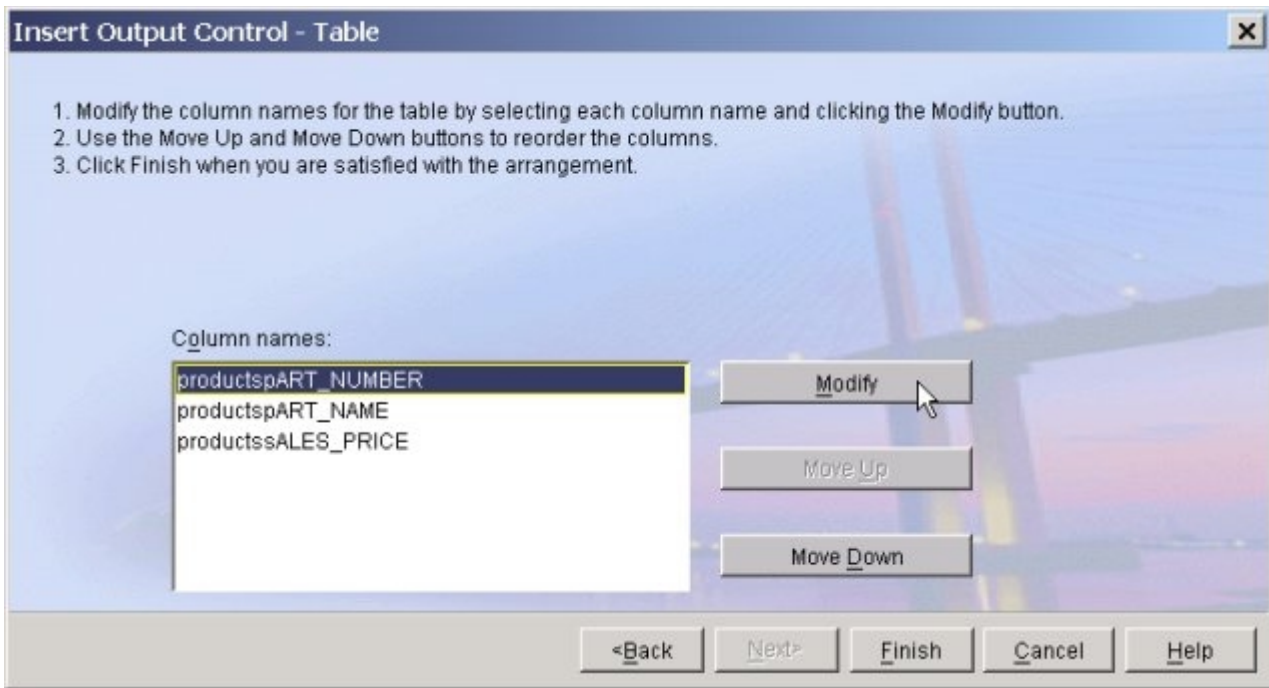 Insert Output Control - Table
1. Modify the column names for the table by selecting each column name and clicking the Modify button.
2. Use the Move Up and Move Down buttons to reorder the columns.
3. Click Finish when you are satisfied with the arrangement.
Column names:
productspART_NUMBER
productspART_NAME
productssALES_PRICE
Modify
Move Up
Move Down
<Back
Next>
Finish
Cancel
Help